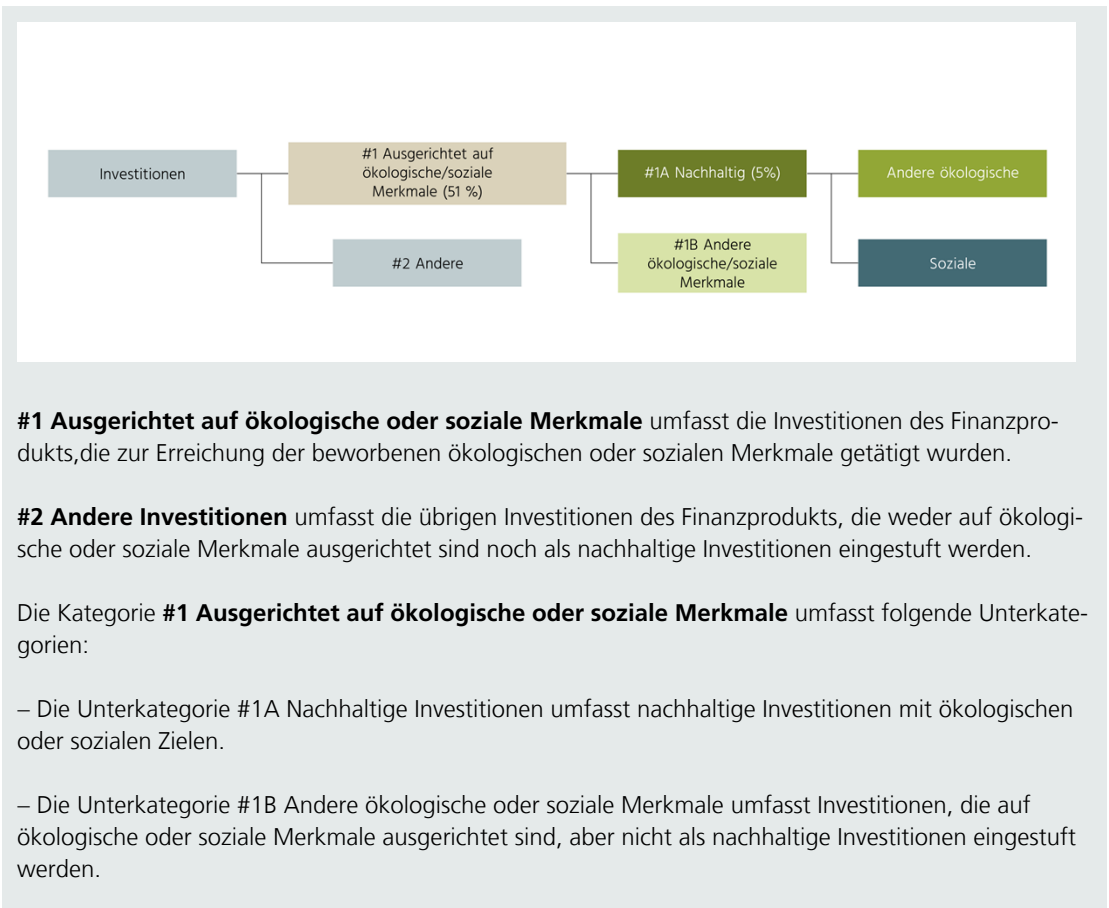 Investitionen
#1 Ausgerichtet auf
ökologische/soziale
Merkmale (51 %)
#1A Nachhaltig (5%)
Andere ökologische
#2 Andere
#1B Andere
ökologische/soziale
Merkmale
Soziale
#1 Ausgerichtet auf ökologische oder soziale Merkmale umfasst die Investitionen des Finanzpro-
dukts,die zur Erreichung der beworbenen ökologischen oder sozialen Merkmale getätigt wurden.
#2 Andere Investitionen umfasst die übrigen Investitionen des Finanzprodukts, die weder auf ökologi-
sche oder soziale Merkmale ausgerichtet sind noch als nachhaltige Investitionen eingestuft werden.
Die Kategorie #1 Ausgerichtet auf ökologische oder soziale Merkmale umfasst folgende Unterkate-
gorien:
– Die Unterkategorie #1A Nachhaltige Investitionen umfasst nachhaltige Investitionen mit ökologischen
oder sozialen Zielen.
– Die Unterkategorie #1B Andere ökologische oder soziale Merkmale umfasst Investitionen, die auf
ökologische oder soziale Merkmale ausgerichtet sind, aber nicht als nachhaltige Investitionen eingestuft
werden.